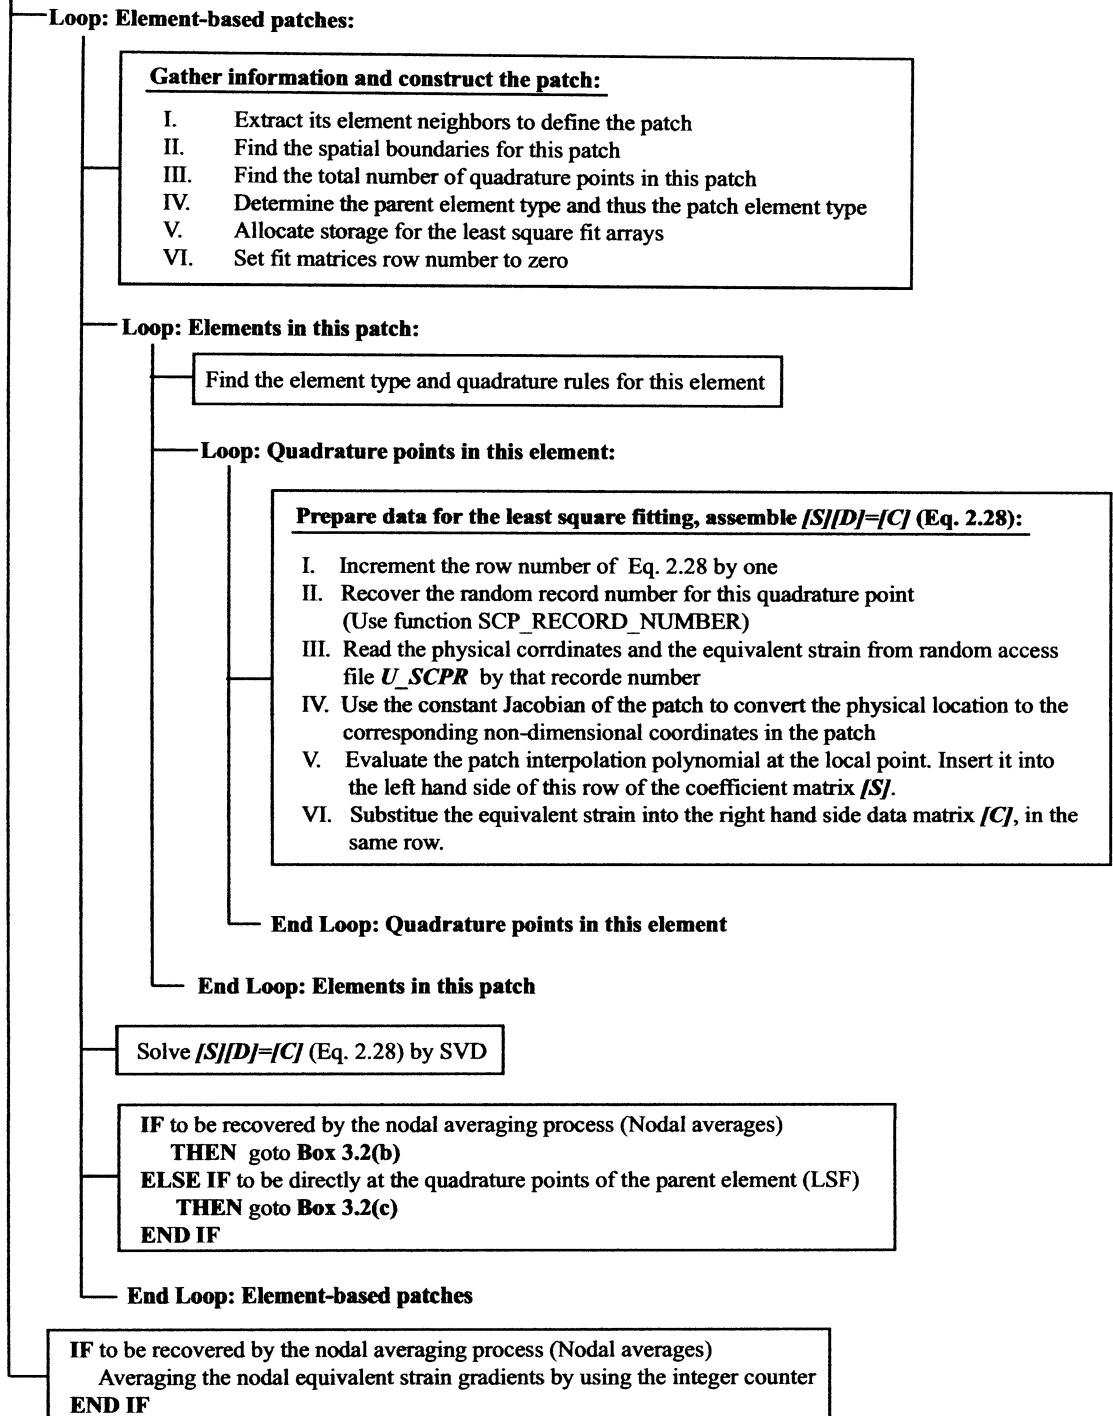 Loop: Element-based patches:
Gather information and construct the patch:
I. Extract its element neighbors to define the patch
II. Find the spatial boundaries for this patch
III. Find the total number of quadrature points in this patch
IV. Determine the parent element type and thus the patch element type
V. Allocate storage for the least square fit arrays
VI. Set fit matrices row number to zero
Loop: Elements in this patch:
Find the element type and quadrature rules for this element
Loop: Quadrature points in this element:
Prepare data for the least square fitting, assemble [S][D]=[C] (Eq. 2.28):
I. Increment the row number of Eq. 2.28 by one
II. Recover the random record number for this quadrature point
(Use function SCP_RECORD_NUMBER)
III. Read the physical corrdinates and the equivalent strain from random access
file U_SCPR by that recorde number
IV. Use the constant Jacobian of the patch to convert the physical location to the
corresponding non-dimensional coordinates in the patch
V. Evaluate the patch interpolation polynomial at the local point. Insert it into
the left hand side of this row of the coefficient matrix [S].
VI. Substitue the equivalent strain into the right hand side data matrix [C], in the
same row.
End Loop: Quadrature points in this element
End Loop: Elements in this patch
Solve [S][D]=[C] (Eq. 2.28) by SVD
IF to be recovered by the nodal averaging process (Nodal averages)
THEN goto Box 3.2(b)
ELSE IF to be directly at the quadrature points of the parent element (LSF)
THEN goto Box 3.2(c)
END IF
End Loop: Element-based patches
IF to be recovered by the nodal averaging process (Nodal averages)
Averaging the nodal equivalent strain gradients by using the integer counter
END IF